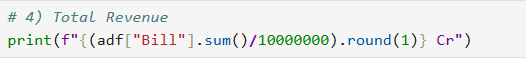 # 4) Total Revenue
print(f"{(adf["Bill"].sum()/10000000).round(1)} Cr")